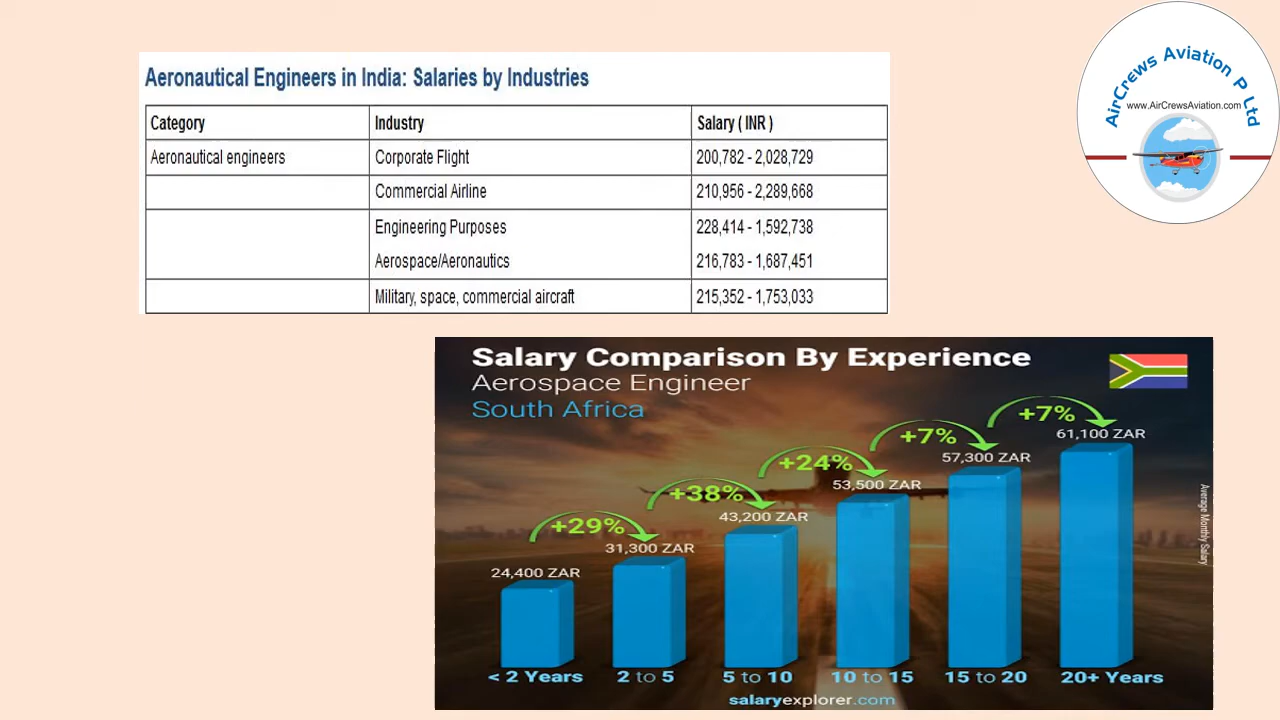 Aeronautical Engineers in India: Salaries by Industries
Category Industry Salary ( INR )
Aeronautical engineers Corporate Flight 200,782 - 2,028,729
Commercial Airline 210,956 - 2,289,668
Engineering Purposes 228,414 - 1,592,738
Aerospace/Aeronautics 216,783 - 1,687,451
Military, space, commercial aircraft 215,352 - 1,753,033
AirCrews Aviation P Ltd
www.AirCrewsAviation.com
Salary Comparison By Experience
Aerospace Engineer
South Africa
+29%
+38%
+24%
+7%
+7%
24,400 ZAR
31,300 ZAR
43,200 ZAR
53,500 ZAR
57,300 ZAR
61,100 ZAR
Average Monthly Salary
< 2 Years 2 to 5 5 to 10 10 to 15 15 to 20 20+ Years
salaryexplorer.com